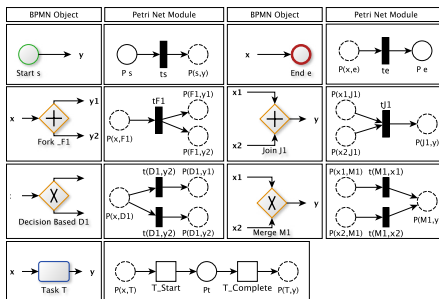 BPMN Object
Petri Net Module
BPMN Object
Petri Net Module
y
Start s
P s
ts
P(s,y)
x
End e
P(x,e)
te
P e
x
y1
y2
Fork _F1
P(x,F1)
tF1
P(F1,y1)
P(F1,y2)
x1
x2
y
Join J1
P(x1,J1)
P(x2,J1)
tJ1
P(J1,y)
Decision Based D1
P(x,D1)
t(D1,y2)
P(D1,y1)
t(D1,y2)
P(D1,y2)
x1
x2
y
Merge M1
P(x1,M1)
t(M1,x1)
P(x2,M1)
t(M1,x2)
P(M1,y
x
y
Task T
P(x,T)
T_Start
Pt
T_Complete
P(T,y)